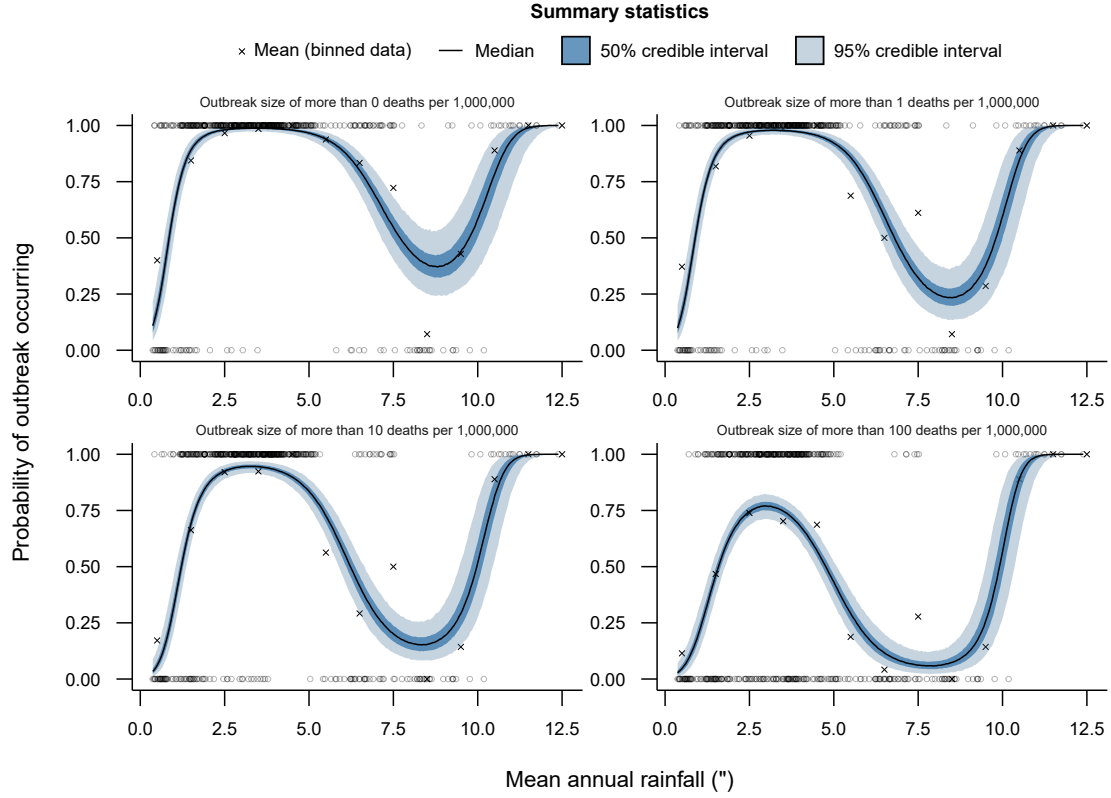 Summary statistics
Mean (binned data) Median 50% credible interval 95% credible interval
Outbreak size of more than 0 deaths per 1,000,000
Outbreak size of more than 1 deaths per 1,000,000
1.00
0.75
0.50
0.25
0.00
0.0 2.5 5.0 7.5 10.0 12.5
1.00
0.75
0.50
0.25
0.00
0.0 2.5 5.0 7.5 10.0 12.5
Outbreak size of more than 10 deaths per 1,000,000
Outbreak size of more than 100 deaths per 1,000,000
1.00
0.75
0.50
0.25
0.00
0.0 2.5 5.0 7.5 10.0 12.5
1.00
0.75
0.50
0.25
0.00
0.0 2.5 5.0 7.5 10.0 12.5
Probability of outbreak occurring
Mean annual rainfall (")